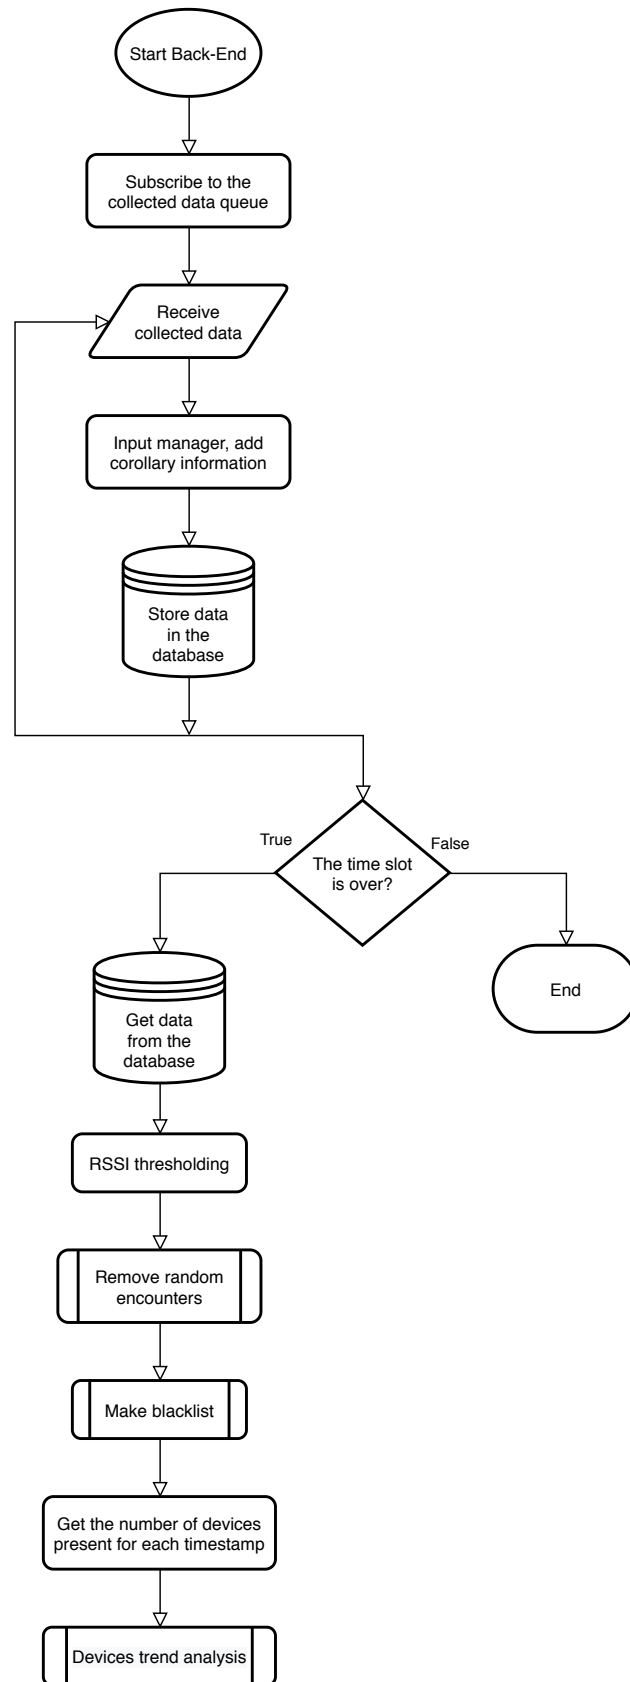 Start Back-End
Subscribe to the
collected data queue
Receive
collected data
Input manager, add
corollary information
Store data
in the
database
True
False
The time slot
is over?
Get data
from the
database
End
RSSI thresholding
Remove random
encounters
Make blacklist
Get the number of devices
present for each timestamp
Devices trend analysis